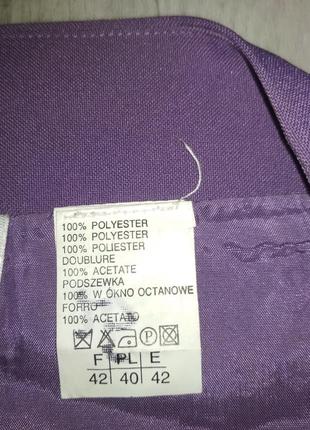 100% POLYESTER
100% POLYESTER
100% POLIESTER
DOUBLURE
100% ACETATE
PODSZEWKA
100% W ŁOKNO OCTANOWE
FORRO
100% ACETATO
P
F PL E
42 40 42